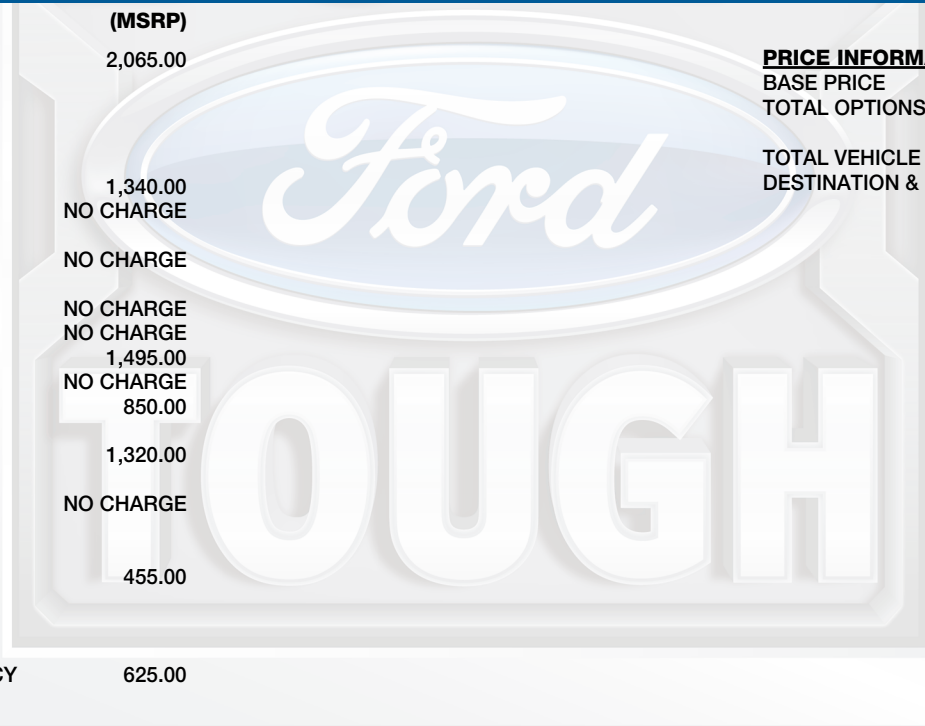 (MSRP)
2,065.00
1,340.00
NO CHARGE
NO CHARGE
NO CHARGE
NO CHARGE
1,495.00
NO CHARGE
850.00
1,320.00
NO CHARGE
455.00
CY 625.00
PRICE INFORMA
BASE PRICE
TOTAL OPTIONS
TOTAL VEHICLE
DESTINATION &
Ford
TOUGH